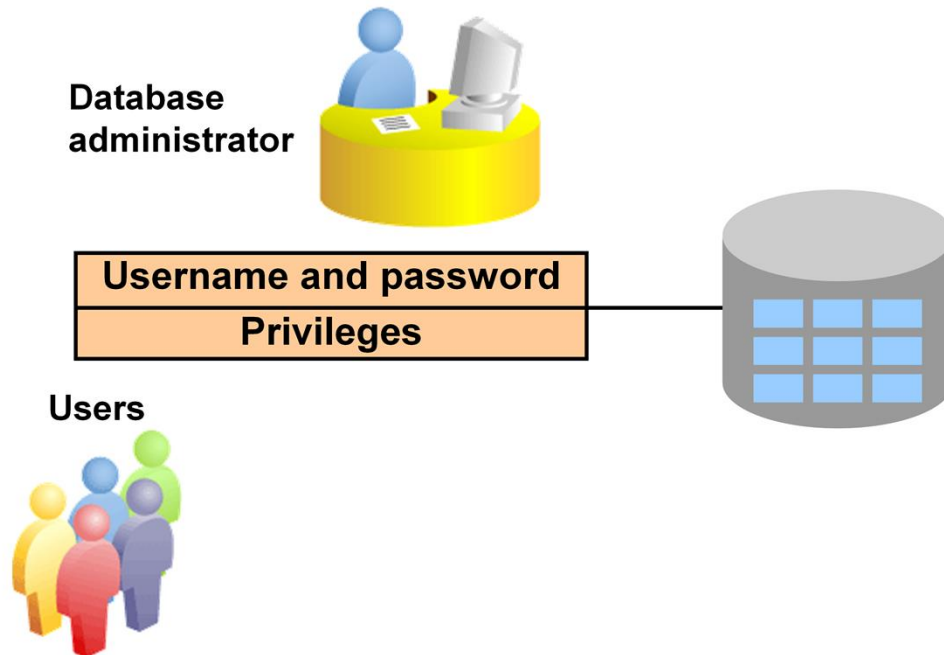 Database
administrator
Username and password
Privileges
Users